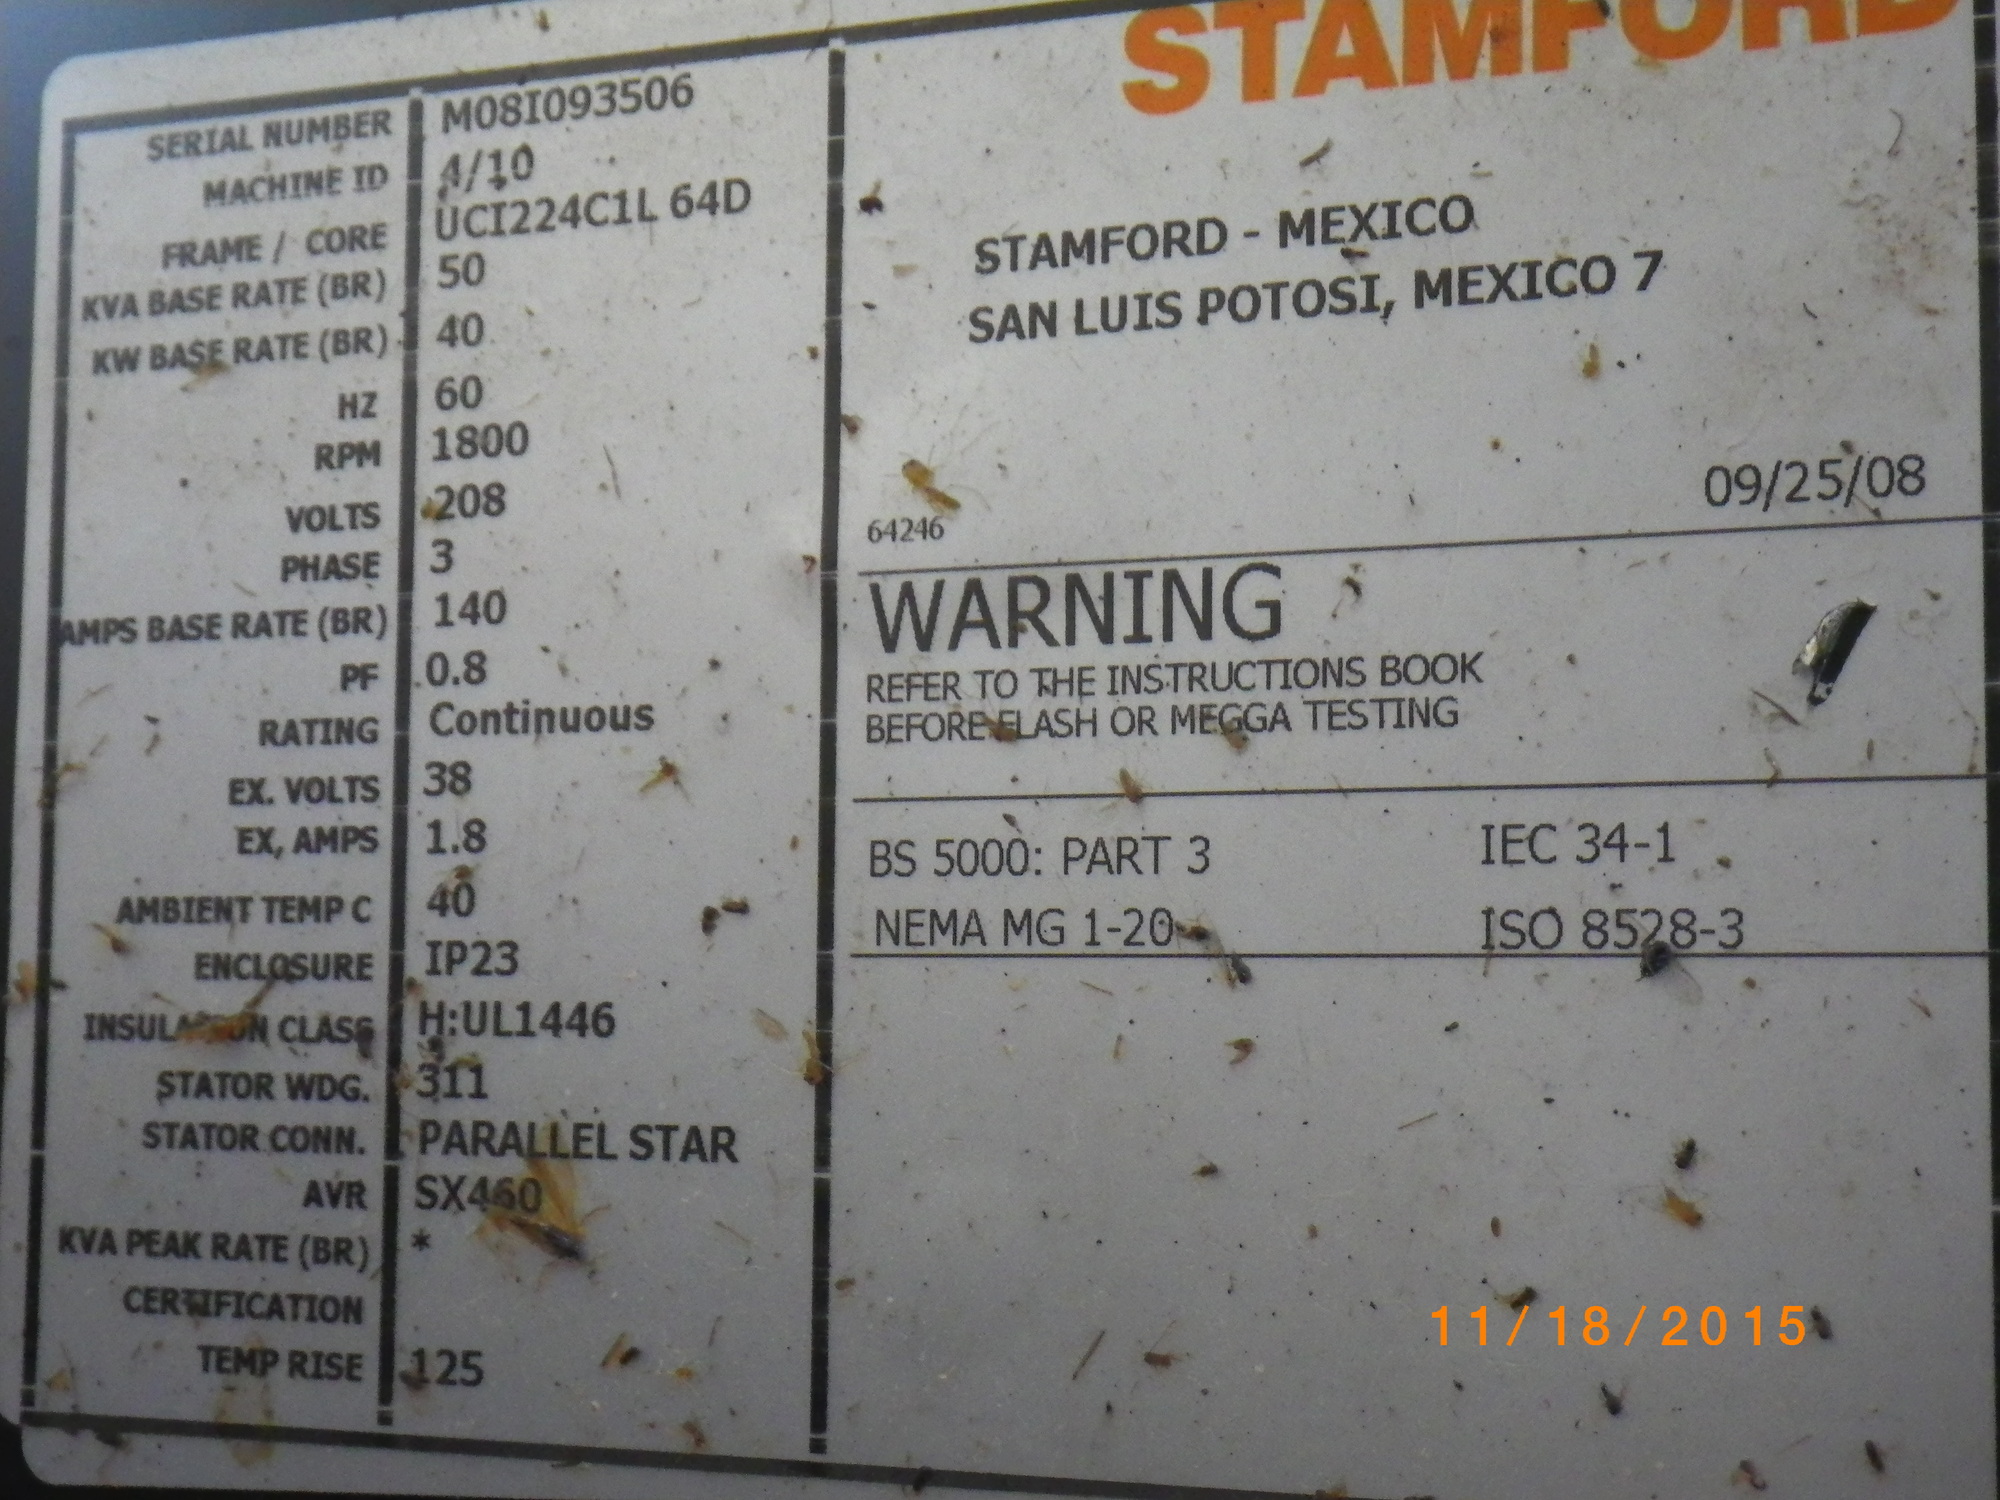 STAMFORD
SERIAL NUMBER M08I093506
MACHINE ID 4/10
FRAME / CORE UCI224C1L 64D
KVA BASE RATE (BR) 50
KW BASE RATE (BR) 40
HZ 60
RPM 1800
VOLTS 208
PHASE 3
AMPS BASE RATE (BR) 140
PF 0.8
RATING Continuous
EX. VOLTS 38
EX, AMPS 1.8
AMBIENT TEMP C 40
ENCLOSURE IP23
INSULATION CLASS H:UL1446
STATOR WDG. 311
STATOR CONN. PARALLEL STAR
AVR SX460
KVA PEAK RATE (BR) *
CERTIFICATION
TEMP RISE 125
STAMFORD - MEXICO
SAN LUIS POTOSI, MEXICO 7
09/25/08
64246
WARNING
REFER TO THE INSTRUCTIONS BOOK
BEFORE FLASH OR MEGGA TESTING
BS 5000: PART 3 IEC 34-1
NEMA MG 1-20 ISO 8528-3
11/18/2015